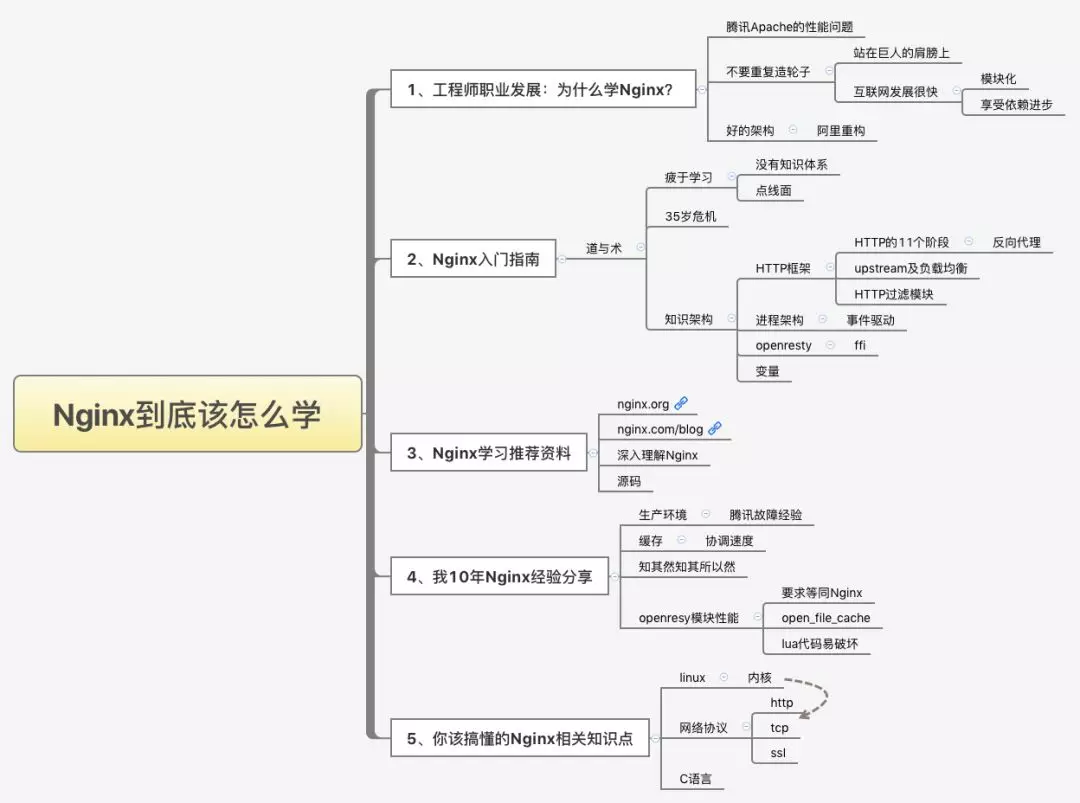 Nginx到底该怎么学
1、工程师职业发展：为什么学Nginx？
腾讯Apache的性能问题
不要重复造轮子
站在巨人的肩膀上
互联网发展很快
模块化
享受依赖进步
好的架构
阿里重构
2、Nginx入门指南
道与术
疲于学习
没有知识体系
点线面
35岁危机
知识架构
HTTP框架
HTTP的11个阶段
反向代理
upstream及负载均衡
HTTP过滤模块
进程架构
事件驱动
openresty
ffi
变量
3、Nginx学习推荐资料
nginx.org
nginx.com/blog
深入理解Nginx
源码
4、我10年Nginx经验分享
生产环境
腾讯故障经验
缓存
协调速度
知其然知其所以然
openresy模块性能
要求等同Nginx
open_file_cache
lua代码易破坏
5、你该搞懂的Nginx相关知识点
linux
内核
网络协议
http
tcp
ssl
C语言